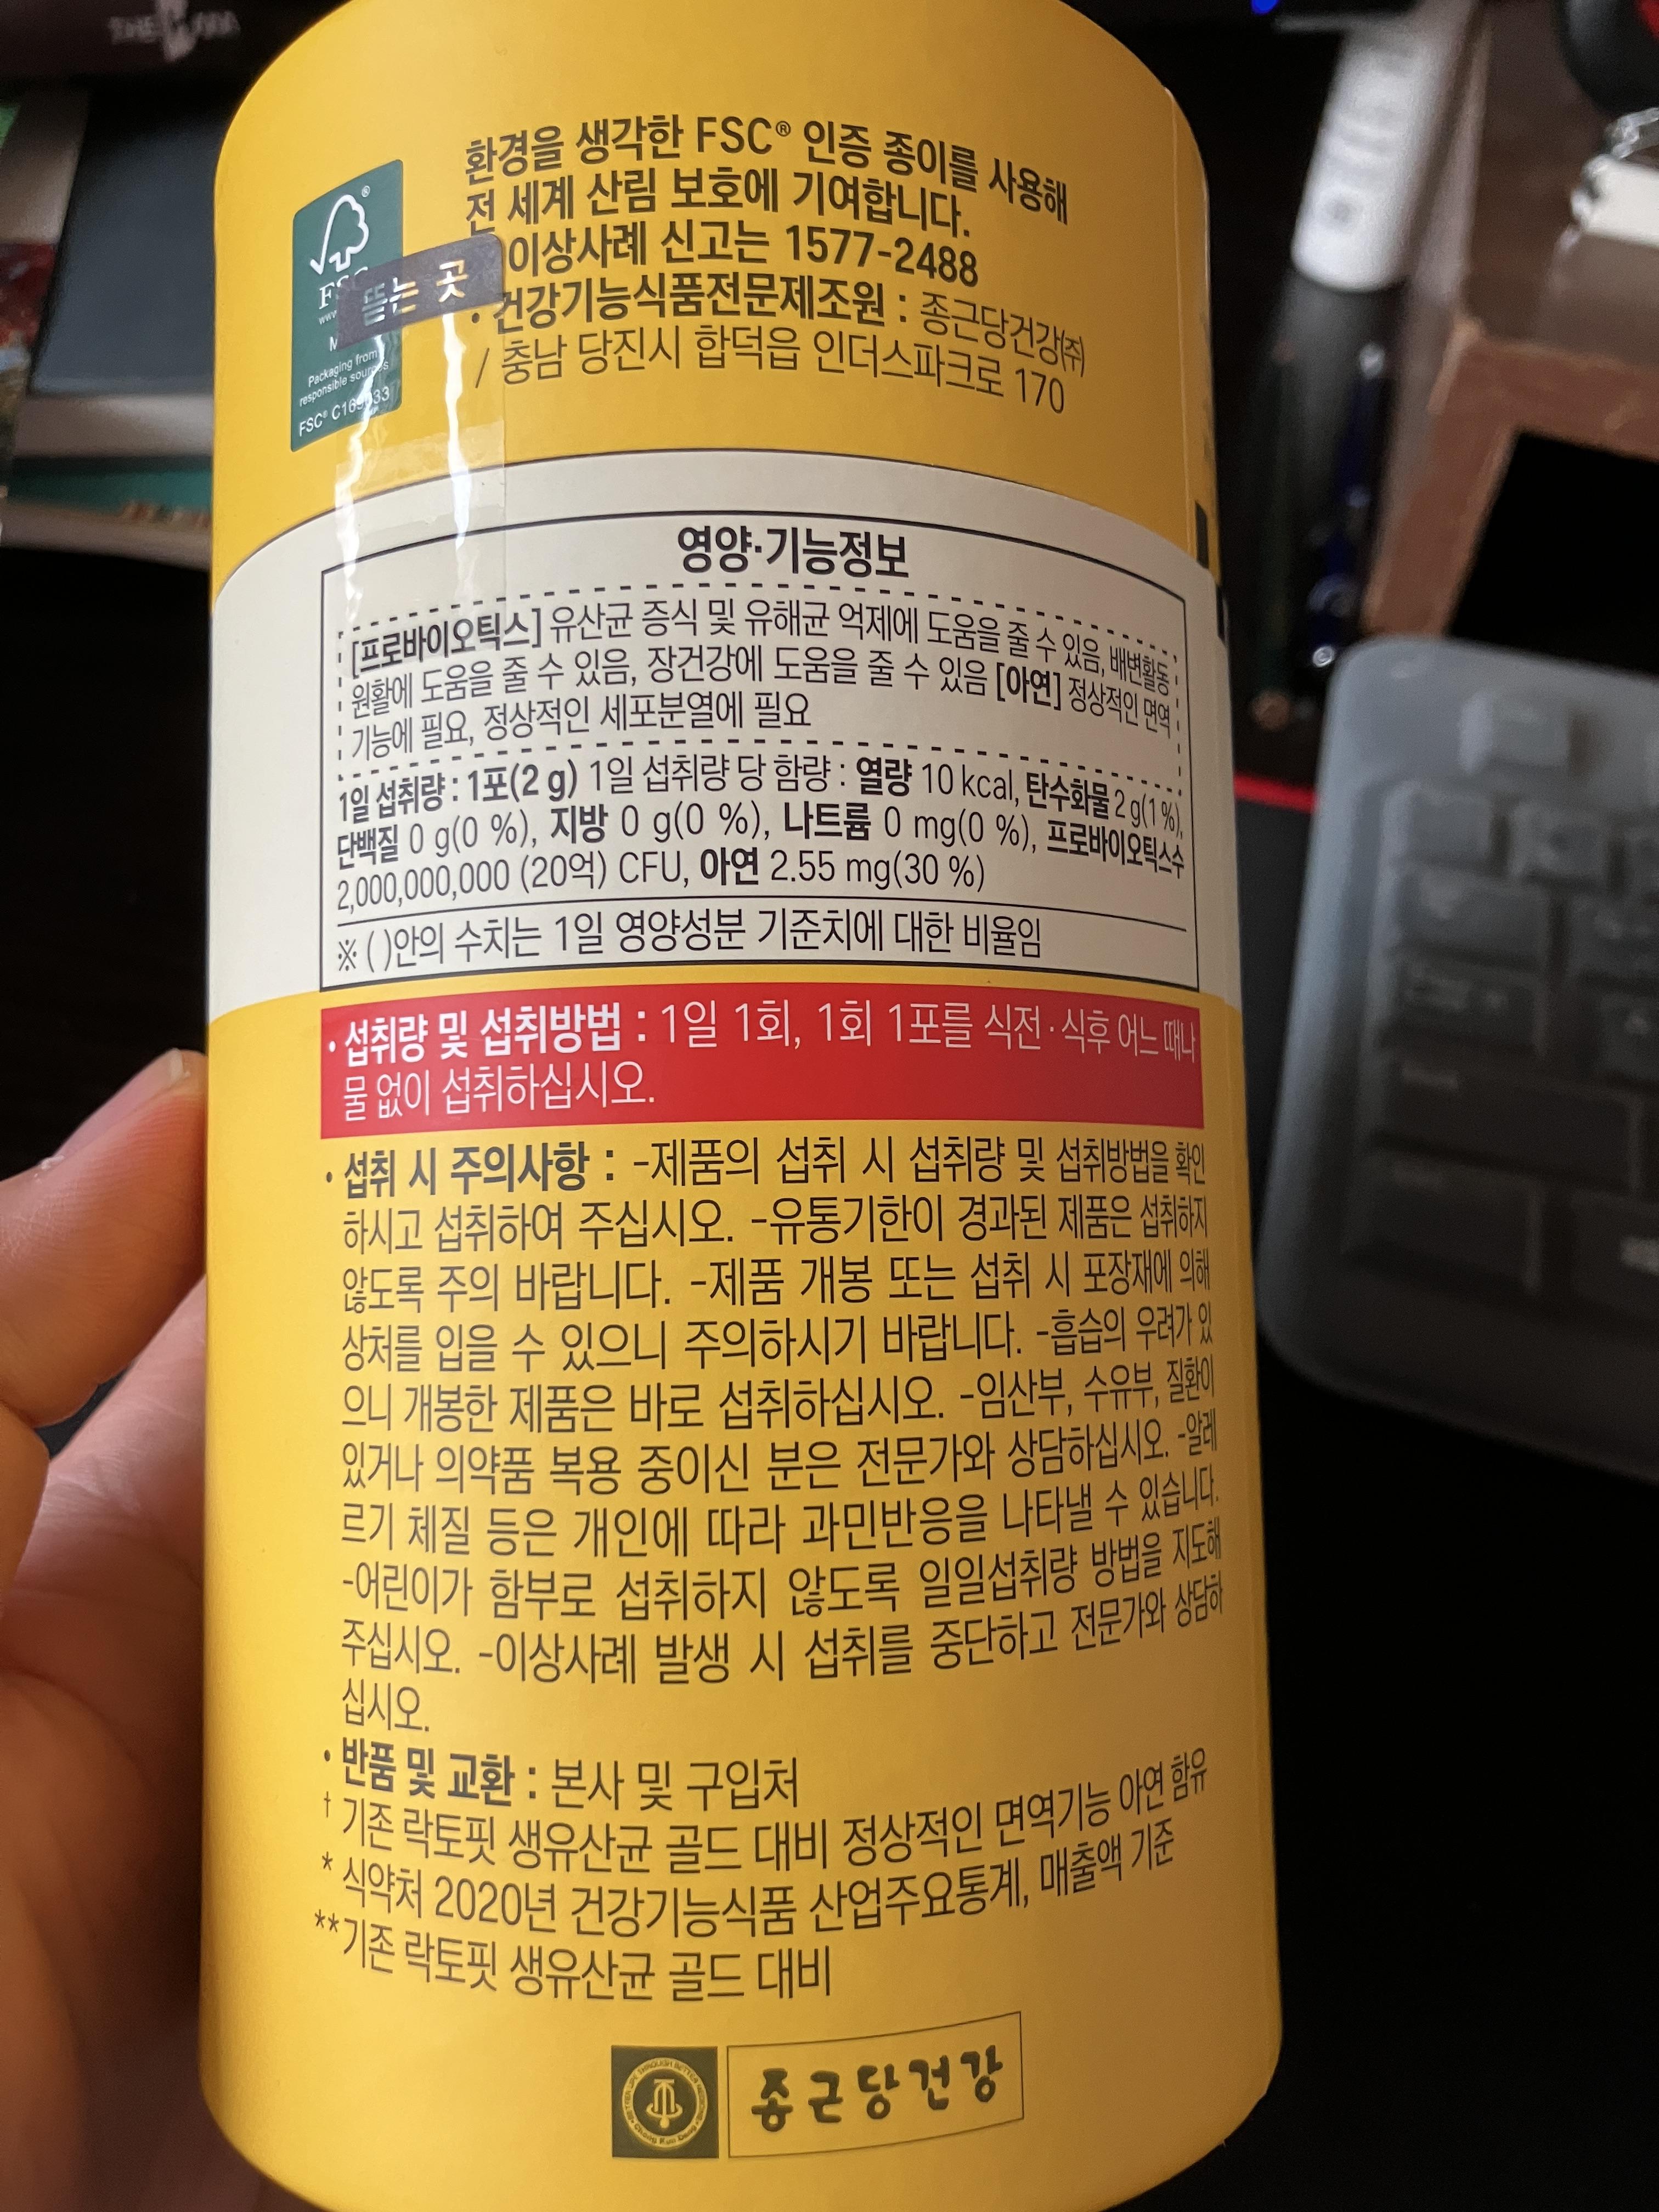 환경을 생각한 FSC® 인증 종이를 사용해
전 세계 산림 보호에 기여합니다.
이상사례 신고는 1577-2488
• 건강기능식품전문제조원 : 종근당건강㈜
/ 충남 당진시 합덕읍 인더스파크로 170
뜯는 곳
Packaging from
responsible sources
영양·기능정보
[프로바이오틱스] 유산균 증식 및 유해균 억제에 도움을 줄 수 있음, 배변활동
원활에 도움을 줄 수 있음, 장건강에 도움을 줄 수 있음 [아연] 정상적인 면역
기능에 필요, 정상적인 세포분열에 필요
1일 섭취량 : 1포(2 g) 1일 섭취량 당 함량 : 열량 10 kcal, 탄수화물 2 g(1 %),
단백질 0 g(0 %), 지방 0 g(0 %), 나트륨 0 mg(0 %), 프로바이오틱스수
2,000,000,000 (20억) CFU, 아연 2.55 mg(30 %)
※ ( )안의 수치는 1일 영양성분 기준치에 대한 비율임
• 섭취량 및 섭취방법 : 1일 1회, 1회 1포를 식전·식후 어느 때나
물 없이 섭취하십시오.
• 섭취 시 주의사항 : -제품의 섭취 시 섭취량 및 섭취방법을 확인
하시고 섭취하여 주십시오. -유통기한이 경과된 제품은 섭취하지
않도록 주의 바랍니다. -제품 개봉 또는 섭취 시 포장재에 의해
상처를 입을 수 있으니 주의하시기 바랍니다. -흡습의 우려가 있
으니 개봉한 제품은 바로 섭취하십시오. -임산부, 수유부, 질환이
있거나 의약품 복용 중이신 분은 전문가와 상담하십시오. -알레
르기 체질 등은 개인에 따라 과민반응을 나타낼 수 있습니다.
-어린이가 함부로 섭취하지 않도록 일일섭취량 방법을 지도해
주십시오. -이상사례 발생 시 섭취를 중단하고 전문가와 상담하
십시오.
• 반품 및 교환 : 본사 및 구입처
† 기존 락토핏 생유산균 골드 대비 정상적인 면역기능 아연 함유
* 식약처 2020년 건강기능식품 산업주요통계, 매출액 기준
**기존 락토핏 생유산균 골드 대비
종근당건강